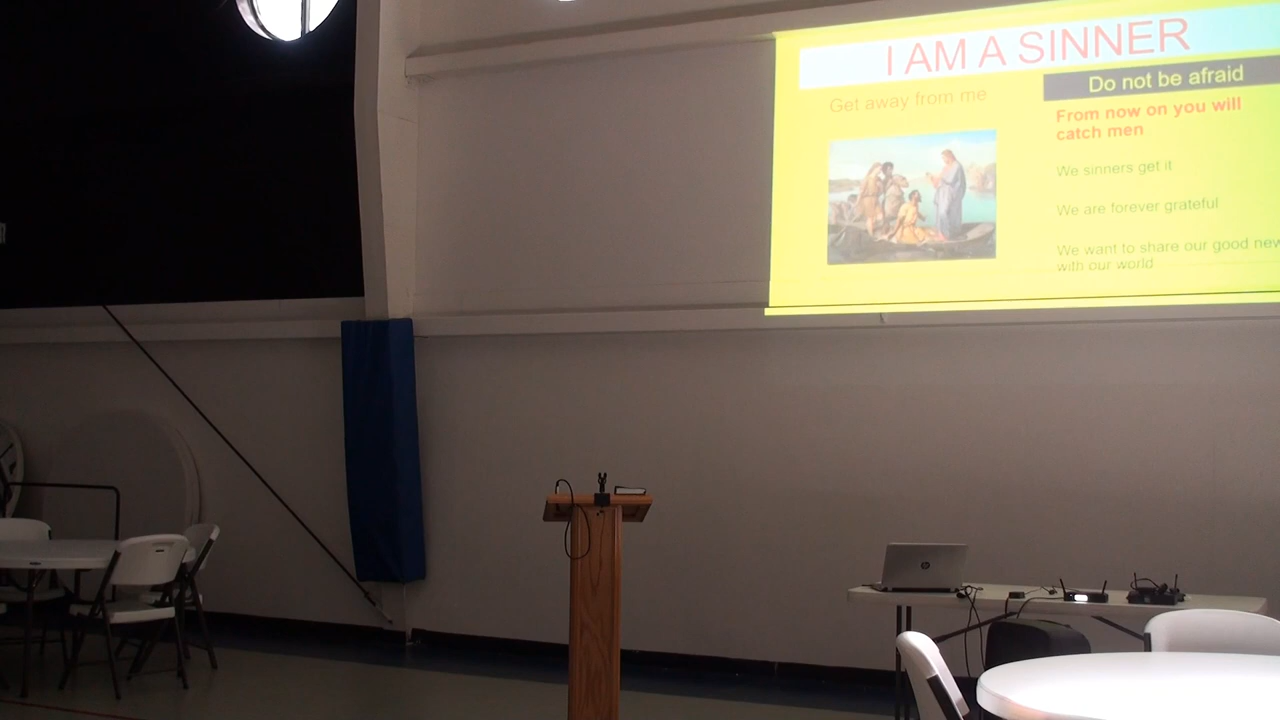 I AM A SINNER
Get away from me
Do not be afraid
From now on you will
catch men
We sinners get it
We are forever grateful
We want to share our good new
with our world
hp